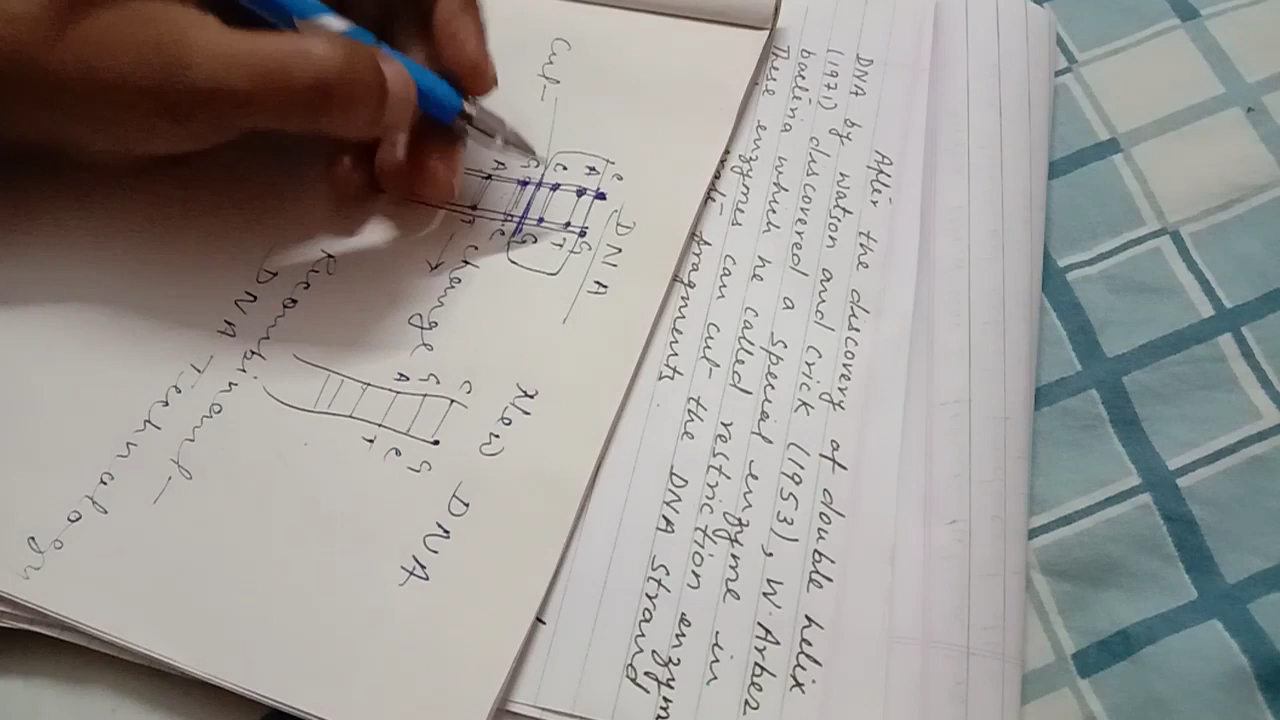 After the discovery of double helix
DNA by watson and crick (1953), W. Arber
(1971) discovered a special enzyme in
bacteria which he called restriction enzym
These enzymes can cut the DNA strand
fragments.
DNA
Cut-
C
A
C
G
A
G
T
G
C
T
change
New DNA
C
G
A
G
C
T
Recombinant
DNA Technology